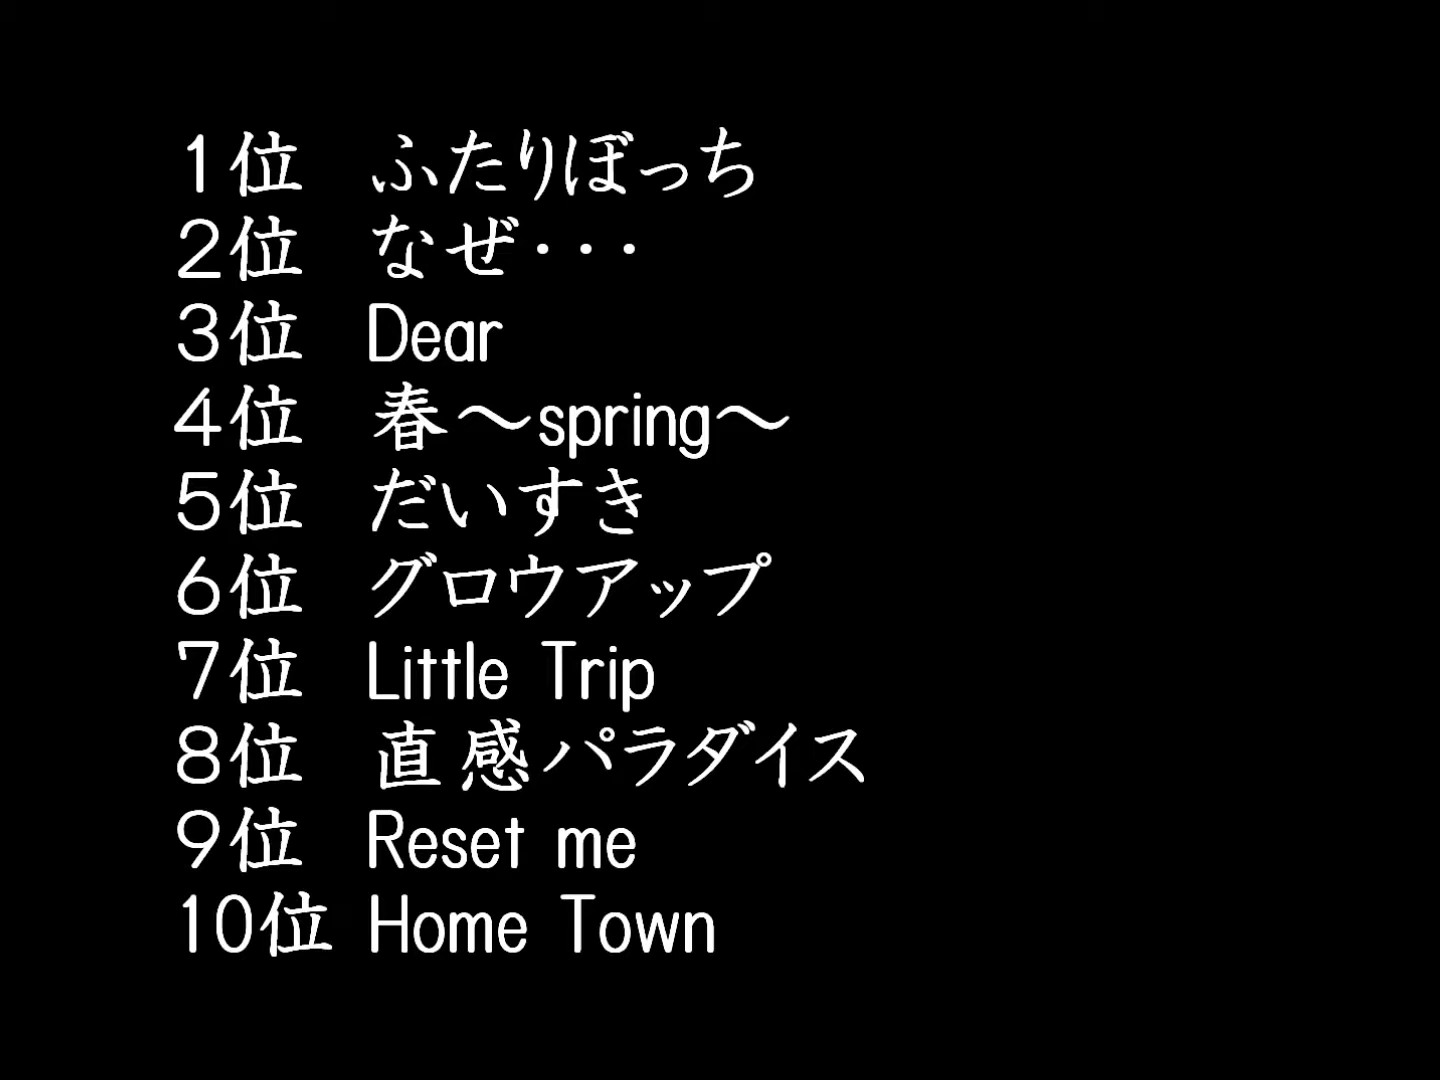 1位 ふたりぼっち
2位 なぜ・・・
3位 Dear
4位 春～spring～
5位 だいすき
6位 グロウアップ
7位 Little Trip
8位 直感パラダイス
9位 Reset me
10位 Home Town